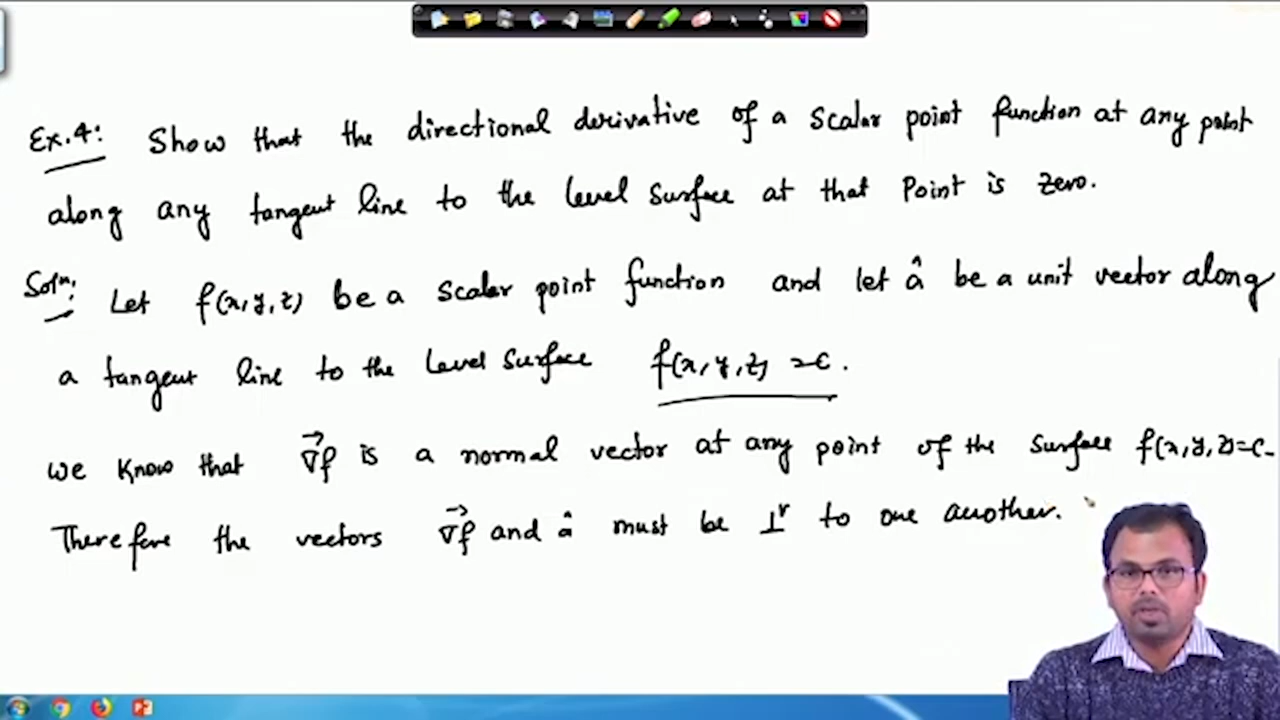 Ex.4: Show that the directional derivative of a scalar point function at any point
along any tangent line to the level surface at that point is zero.
Soln: Let f(x,y,z) be a scalar point function and let â be a unit vector along
a tangent line to the level surface f(x,y,z) = c.
We know that ∇⃗f is a normal vector at any point of the surface f(x,y,z)=c.
Therefore the vectors ∇⃗f and â must be ⊥r to one another.